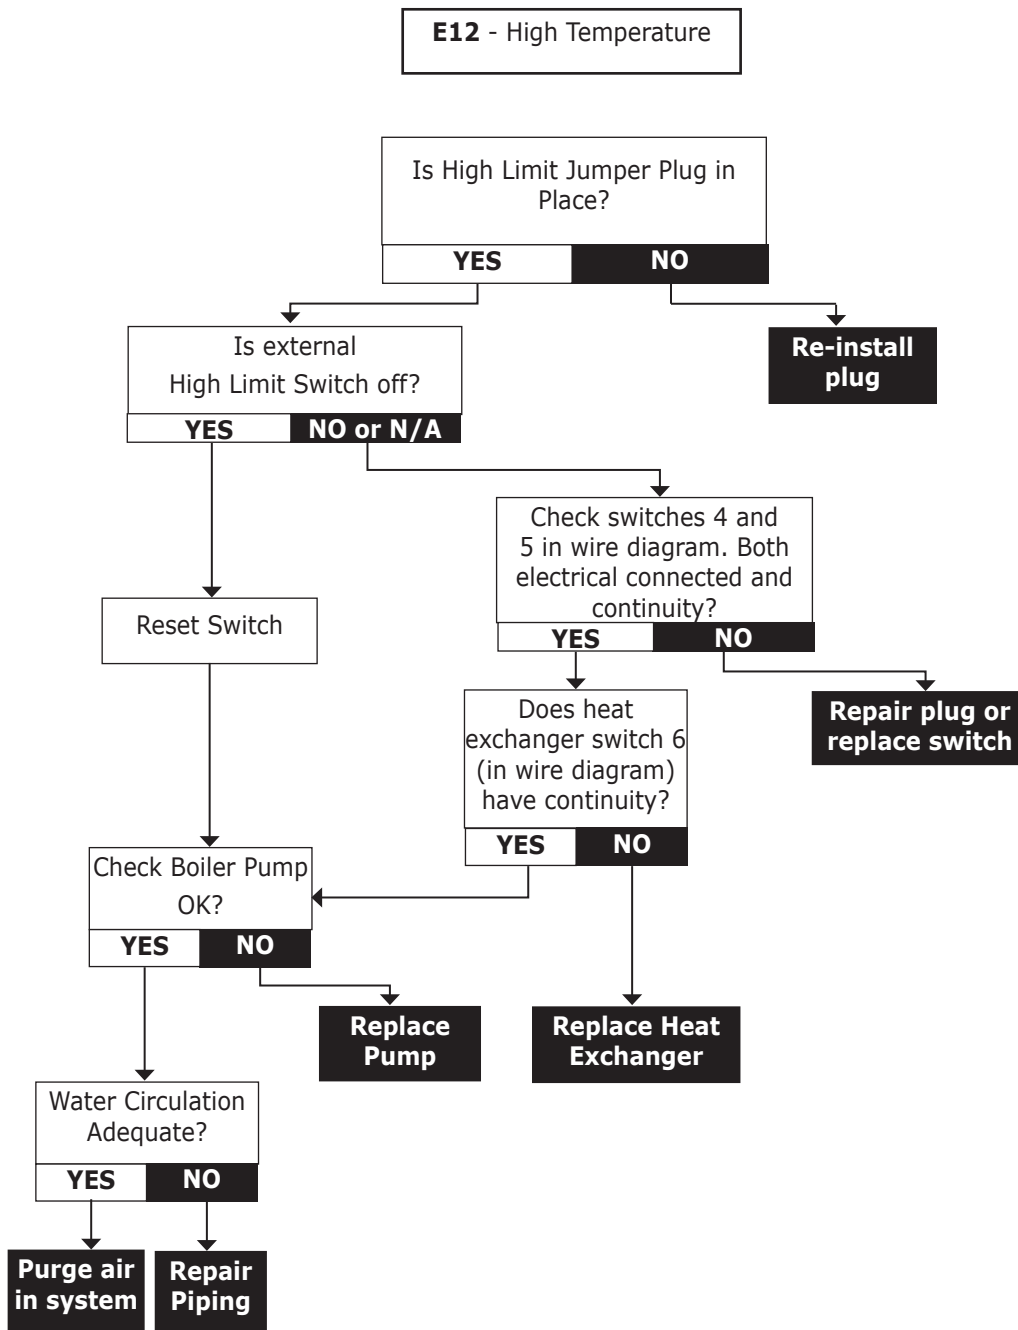 E12 - High Temperature
Is High Limit Jumper Plug in
Place?
YES
NO
Is external
High Limit Switch off?
YES
NO or N/A
Re-install
plug
Check switches 4 and
5 in wire diagram. Both
electrical connected and
continuity?
YES
NO
Reset Switch
Does heat
exchanger switch 6
(in wire diagram)
have continuity?
YES
NO
Repair plug or
replace switch
Check Boiler Pump
OK?
YES
NO
Replace
Pump
Replace Heat
Exchanger
Water Circulation
Adequate?
YES
NO
Purge air
in system
Repair
Piping